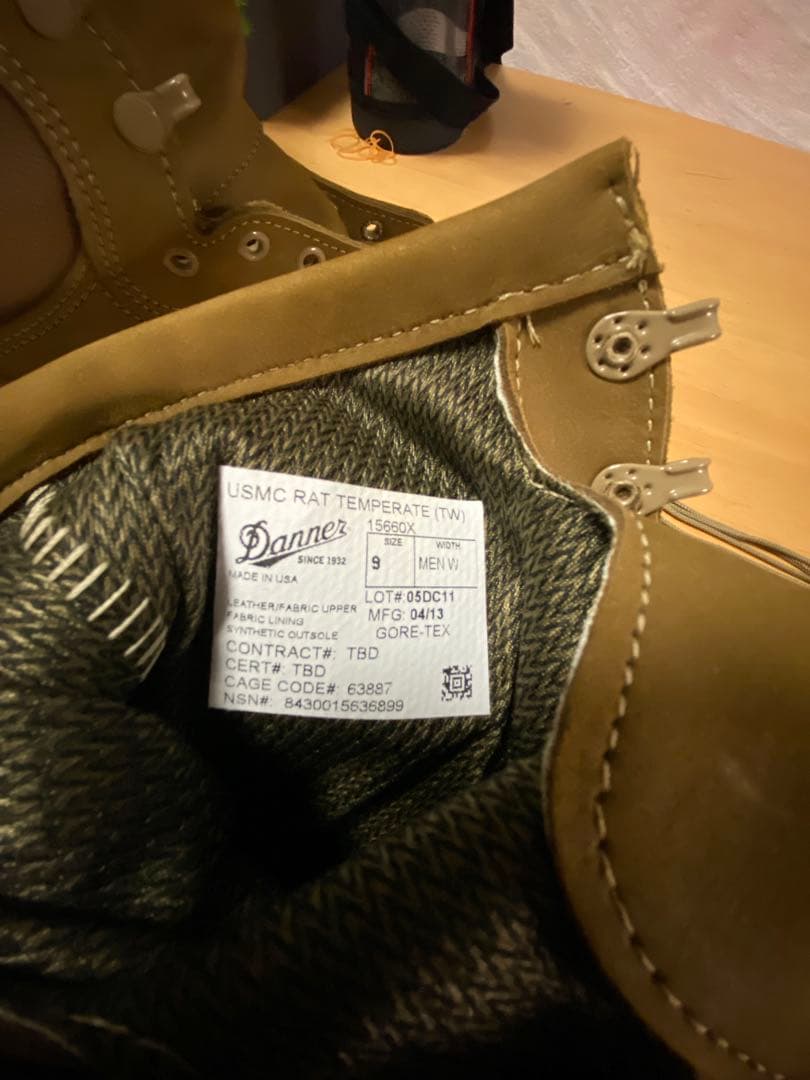 USMC RAT TEMPERATE (TW)
15660X
Danner
SINCE 1932
MADE IN USA
SIZE WIDTH
9 MEN W
LOT#: 05DC11
MFG: 04/13
GORE-TEX
LEATHER/FABRIC UPPER
FABRIC LINING
SYNTHETIC OUTSOLE
CONTRACT#: TBD
CERT#: TBD
CAGE CODE#: 63887
NSN#: 8430015636899